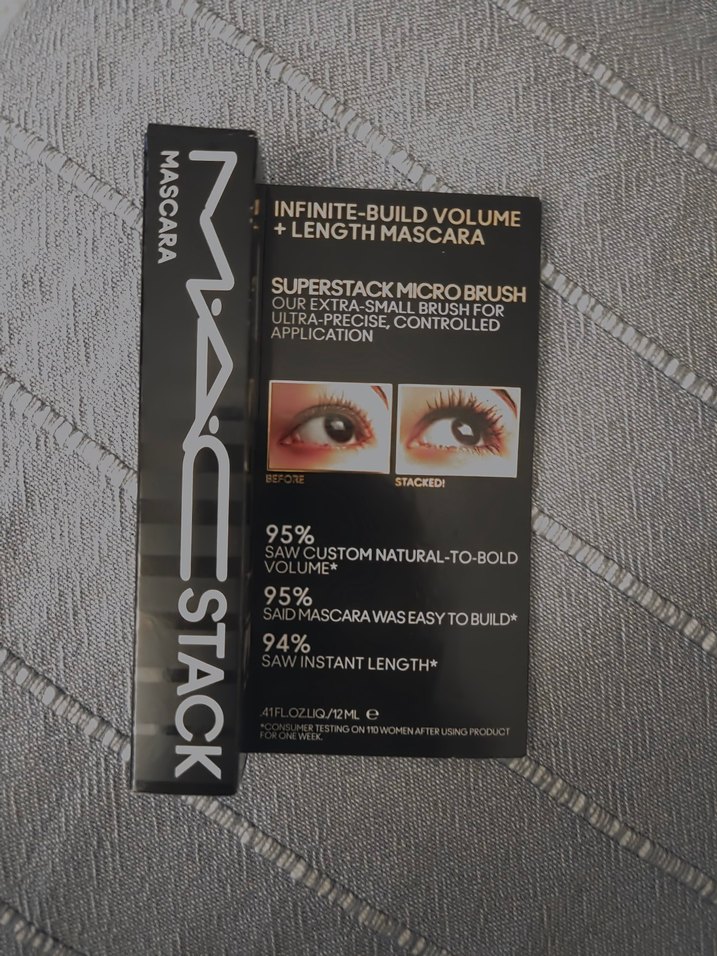 MASCARA
MAC
STACK
INFINITE-BUILD VOLUME
+ LENGTH MASCARA
SUPERSTACK MICRO BRUSH
OUR EXTRA-SMALL BRUSH FOR
ULTRA-PRECISE, CONTROLLED
APPLICATION
BEFORE
STACKED!
95%
SAW CUSTOM NATURAL-TO-BOLD
VOLUME*
95%
SAID MASCARA WAS EASY TO BUILD*
94%
SAW INSTANT LENGTH*
.41 FL.OZ.LIQ./12 ML ℮
*CONSUMER TESTING ON 110 WOMEN AFTER USING PRODUCT
FOR ONE WEEK.